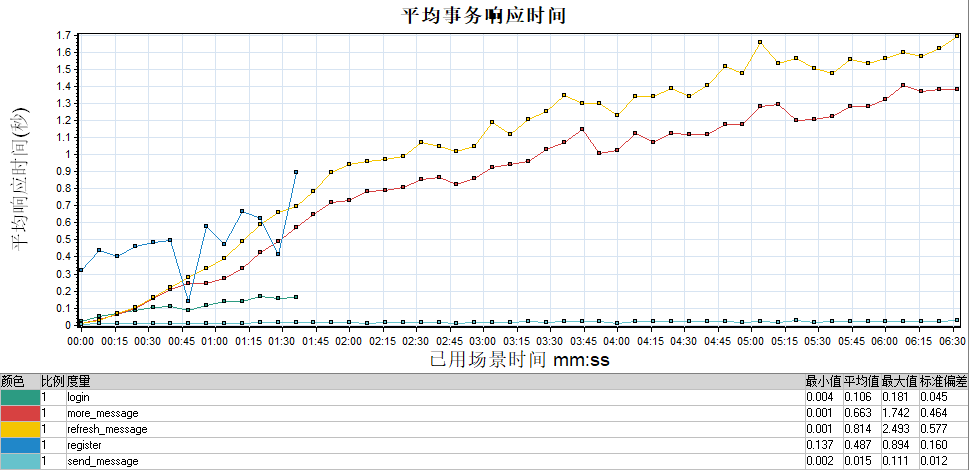 平均事务响应时间
平均响应时间(秒)
1.7
1.6
1.5
1.4
1.3
1.2
1.1
1
0.9
0.8
0.7
0.6
0.5
0.4
0.3
0.2
0.1
0
00:00 00:15 00:30 00:45 01:00 01:15 01:30 01:45 02:00 02:15 02:30 02:45 03:00 03:15 03:30 03:45 04:00 04:15 04:30 04:45 05:00 05:15 05:30 05:45 06:00 06:15 06:30
已用场景时间 mm:ss
颜色 比例 度量 最小值 平均值 最大值 标准偏差
1 login 0.004 0.106 0.181 0.045
1 more_message 0.001 0.663 1.742 0.464
1 refresh_message 0.001 0.814 2.493 0.577
1 register 0.137 0.487 0.894 0.160
1 send_message 0.002 0.015 0.111 0.012